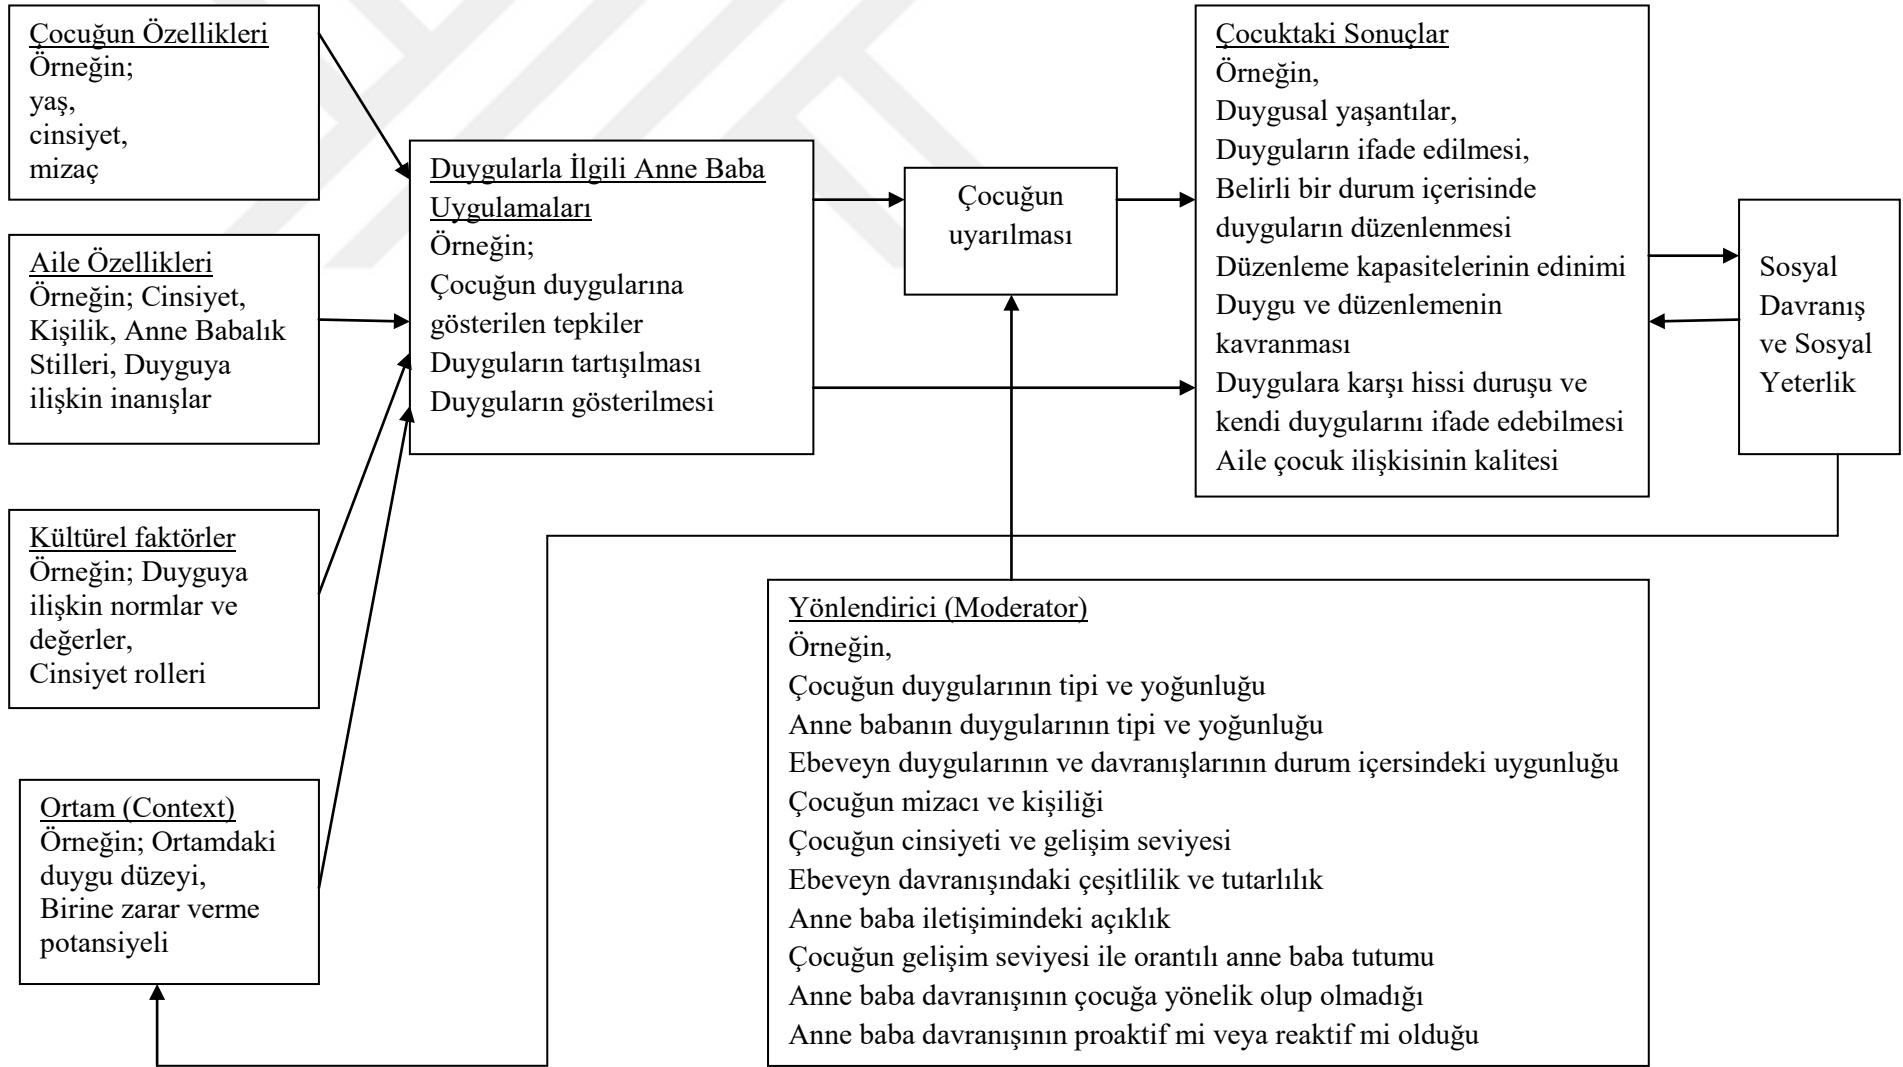 Çocuğun Özellikleri
Örneğin;
yaş,
cinsiyet,
mizaç
Aile Özellikleri
Örneğin; Cinsiyet,
Kişilik, Anne Babalık
Stilleri, Duyguya
ilişkin inanışlar
Kültürel faktörler
Örneğin; Duyguya
ilişkin normlar ve
değerler,
Cinsiyet rolleri
Ortam (Context)
Örneğin; Ortamdaki
duygu düzeyi,
Birine zarar verme
potansiyeli
Duygularla İlgili Anne Baba
Uygulamaları
Örneğin;
Çocuğun duygularına
gösterilen tepkiler
Duyguların tartışılması
Duyguların gösterilmesi
Çocuğun
uyarılması
Çocuktaki Sonuçlar
Örneğin,
Duygusal yaşantılar,
Duyguların ifade edilmesi,
Belirli bir durum içerisinde
duyguların düzenlenmesi
Düzenleme kapasitelerinin edinimi
Duygu ve düzenlemenin
kavranması
Duygulara karşı hissi duruşu ve
kendi duygularını ifade edebilmesi
Aile çocuk ilişkisinin kalitesi
Sosyal
Davranış
ve Sosyal
Yeterlik
Yönlendirici (Moderator)
Örneğin,
Çocuğun duygularının tipi ve yoğunluğu
Anne babanın duygularının tipi ve yoğunluğu
Ebeveyn duygularının ve davranışlarının durum içersindeki uygunluğu
Çocuğun mizacı ve kişiliği
Çocuğun cinsiyeti ve gelişim seviyesi
Ebeveyn davranışındaki çeşitlilik ve tutarlılık
Anne baba iletişimindeki açıklık
Çocuğun gelişim seviyesi ile orantılı anne baba tutumu
Anne baba davranışının çocuğa yönelik olup olmadığı
Anne baba davranışının proaktif mi veya reaktif mi olduğu